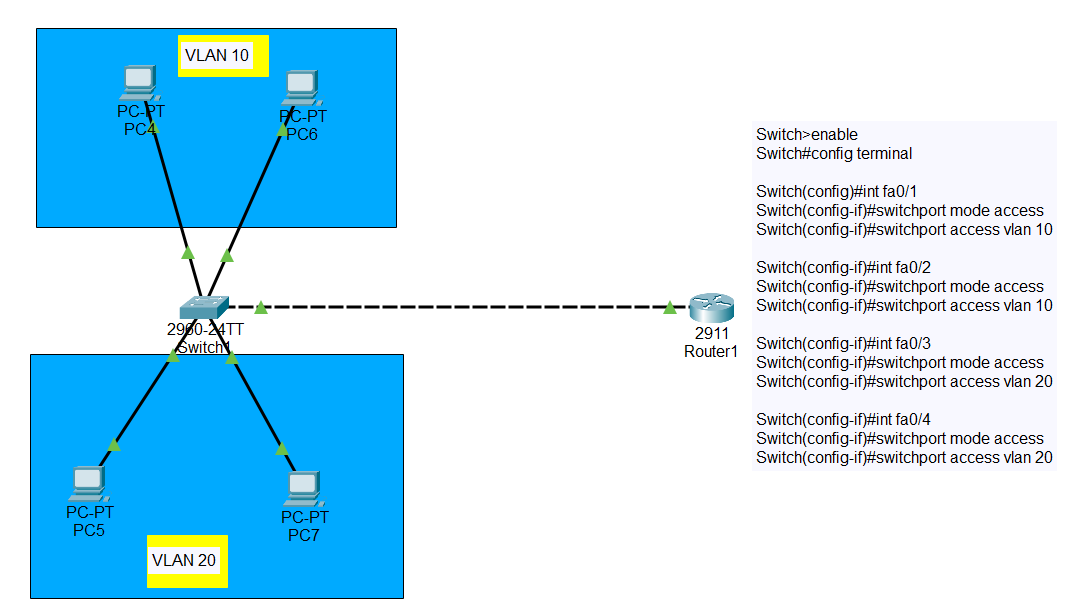 VLAN 10
PC-PT
PC4
PC-PT
PC6
2960-24TT
Switch1
2911
Router1
PC-PT
PC5
PC-PT
PC7
VLAN 20
Switch>enable
Switch#config terminal
Switch(config)#int fa0/1
Switch(config-if)#switchport mode access
Switch(config-if)#switchport access vlan 10
Switch(config-if)#int fa0/2
Switch(config-if)#switchport mode access
Switch(config-if)#switchport access vlan 10
Switch(config-if)#int fa0/3
Switch(config-if)#switchport mode access
Switch(config-if)#switchport access vlan 20
Switch(config-if)#int fa0/4
Switch(config-if)#switchport mode access
Switch(config-if)#switchport access vlan 20